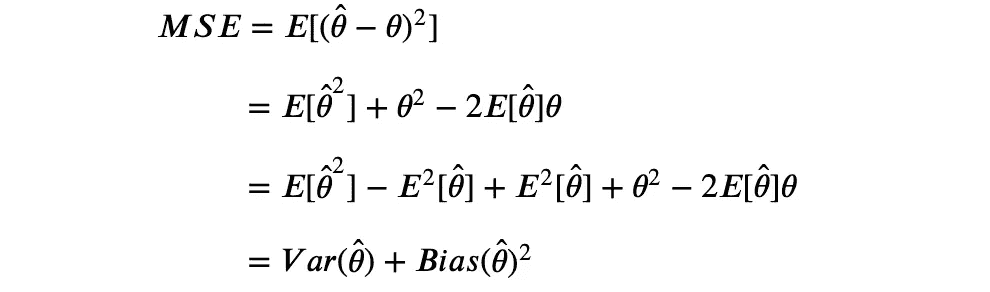 MSE = E[(θ̂ − θ)²]
= E[θ̂²] + θ² − 2E[θ̂]θ
= E[θ̂²] − E²[θ̂] + E²[θ̂] + θ² − 2E[θ̂]θ
= Var(θ̂) + Bias(θ̂)²